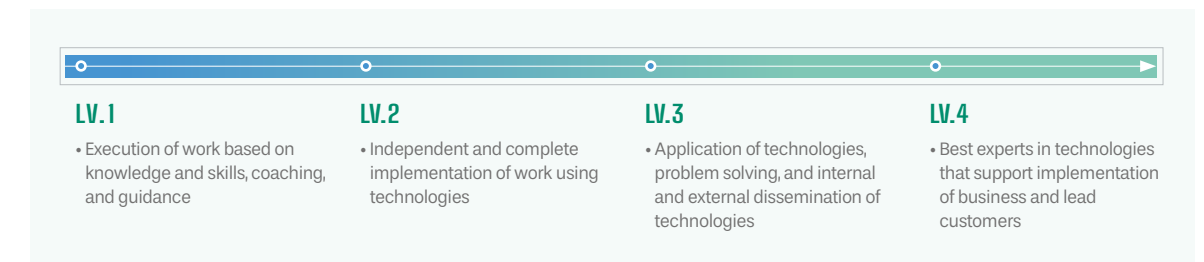 LV.1
• Execution of work based on
knowledge and skills, coaching,
and guidance
LV.2
• Independent and complete
implementation of work using
technologies
LV.3
• Application of technologies,
problem solving, and internal
and external dissemination of
technologies
LV.4
• Best experts in technologies
that support implementation
of business and lead
customers